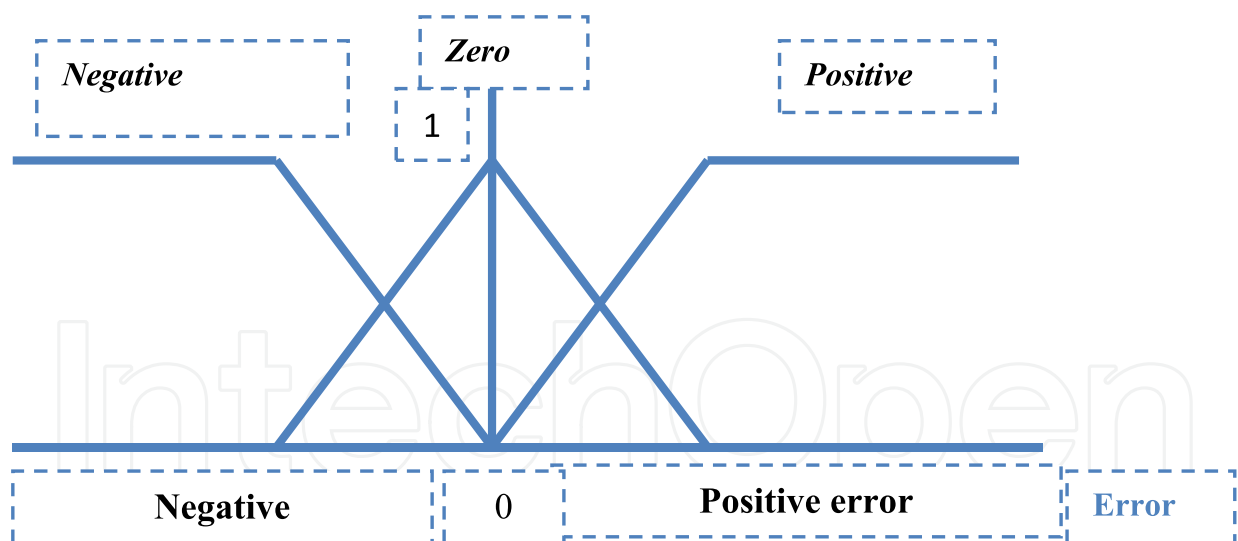 Zero
Negative
Positive
1
IntechOpen
Negative
0
Positive error
Error